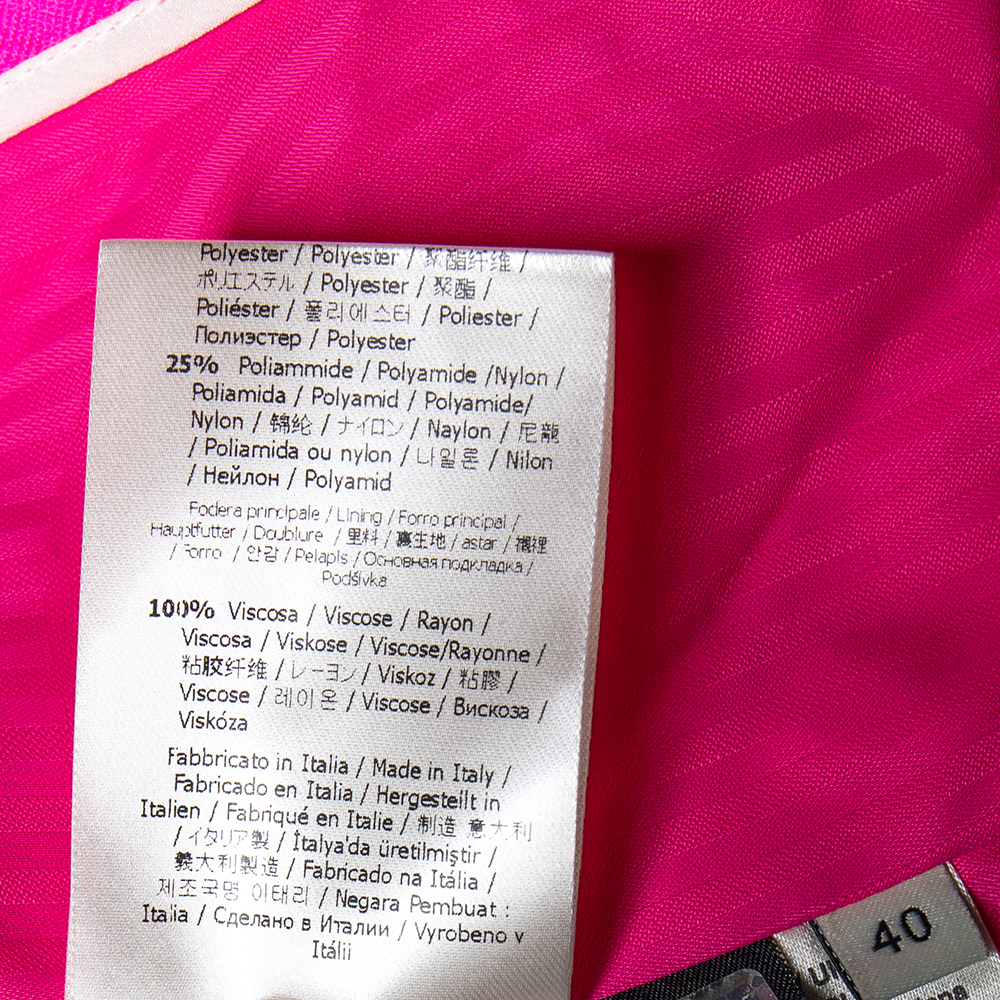 Polyester / Polyester / 聚酯纤维 /
ポリエステル / Polyester / 聚酯 /
Poliéster / 폴리에스터 / Poliester /
Полиэстер / Polyester
25% Poliammide / Polyamide /Nylon /
Poliamida / Polyamid / Polyamide/
Nylon / 锦纶 / ナイロン / Naylon / 尼龍
/ Poliamida ou nylon / 나일론 / Nilon
/ Нейлон / Polyamid
Fodera principale / Lining / Forro principal /
Hauptfutter / Doublure / 里料 / 裏生地 / astar / 襯裡
/ Forro / 안감 / Pelapis / Основная подкладка /
Podšívka
100% Viscosa / Viscose / Rayon /
Viscosa / Viskose / Viscose/Rayonne /
粘胶纤维 / レーヨン / Viskoz / 粘膠 /
Viscose / 레이온 / Viscose / Вискоза /
Viskóza
Fabbricato in Italia / Made in Italy /
Fabricado en Italia / Hergestellt in
Italien / Fabriqué en Italie / 制造 意大利
/ イタリア製 / İtalya'da üretilmiştir /
義大利製造 / Fabricado na Itália /
제조국명 이태리 / Negara Pembuat :
Italia / Сделано в Италии / Vyrobeno v
Itálii
40